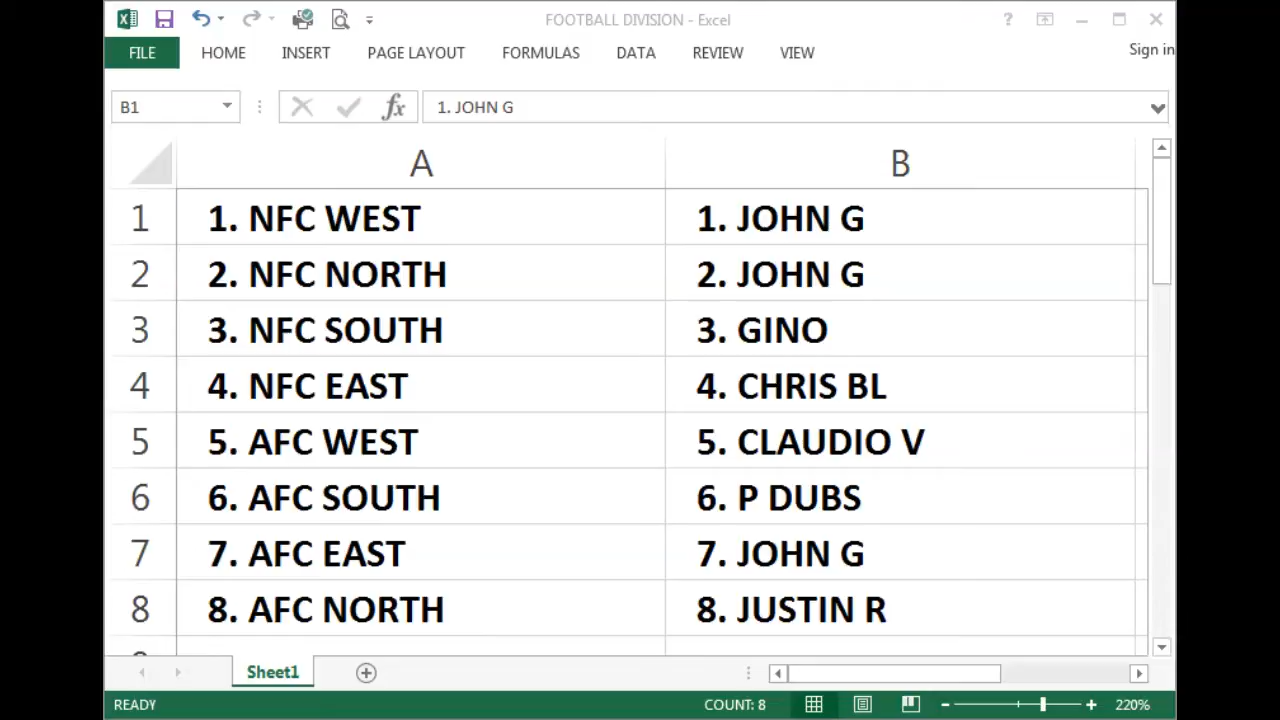 FOOTBALL DIVISION - Excel
?
FILE HOME INSERT PAGE LAYOUT FORMULAS DATA REVIEW VIEW Sign in
B1 fx 1. JOHN G
A B
1 1. NFC WEST 1. JOHN G
2 2. NFC NORTH 2. JOHN G
3 3. NFC SOUTH 3. GINO
4 4. NFC EAST 4. CHRIS BL
5 5. AFC WEST 5. CLAUDIO V
6 6. AFC SOUTH 6. P DUBS
7 7. AFC EAST 7. JOHN G
8 8. AFC NORTH 8. JUSTIN R
Sheet1
READY COUNT: 8 220%